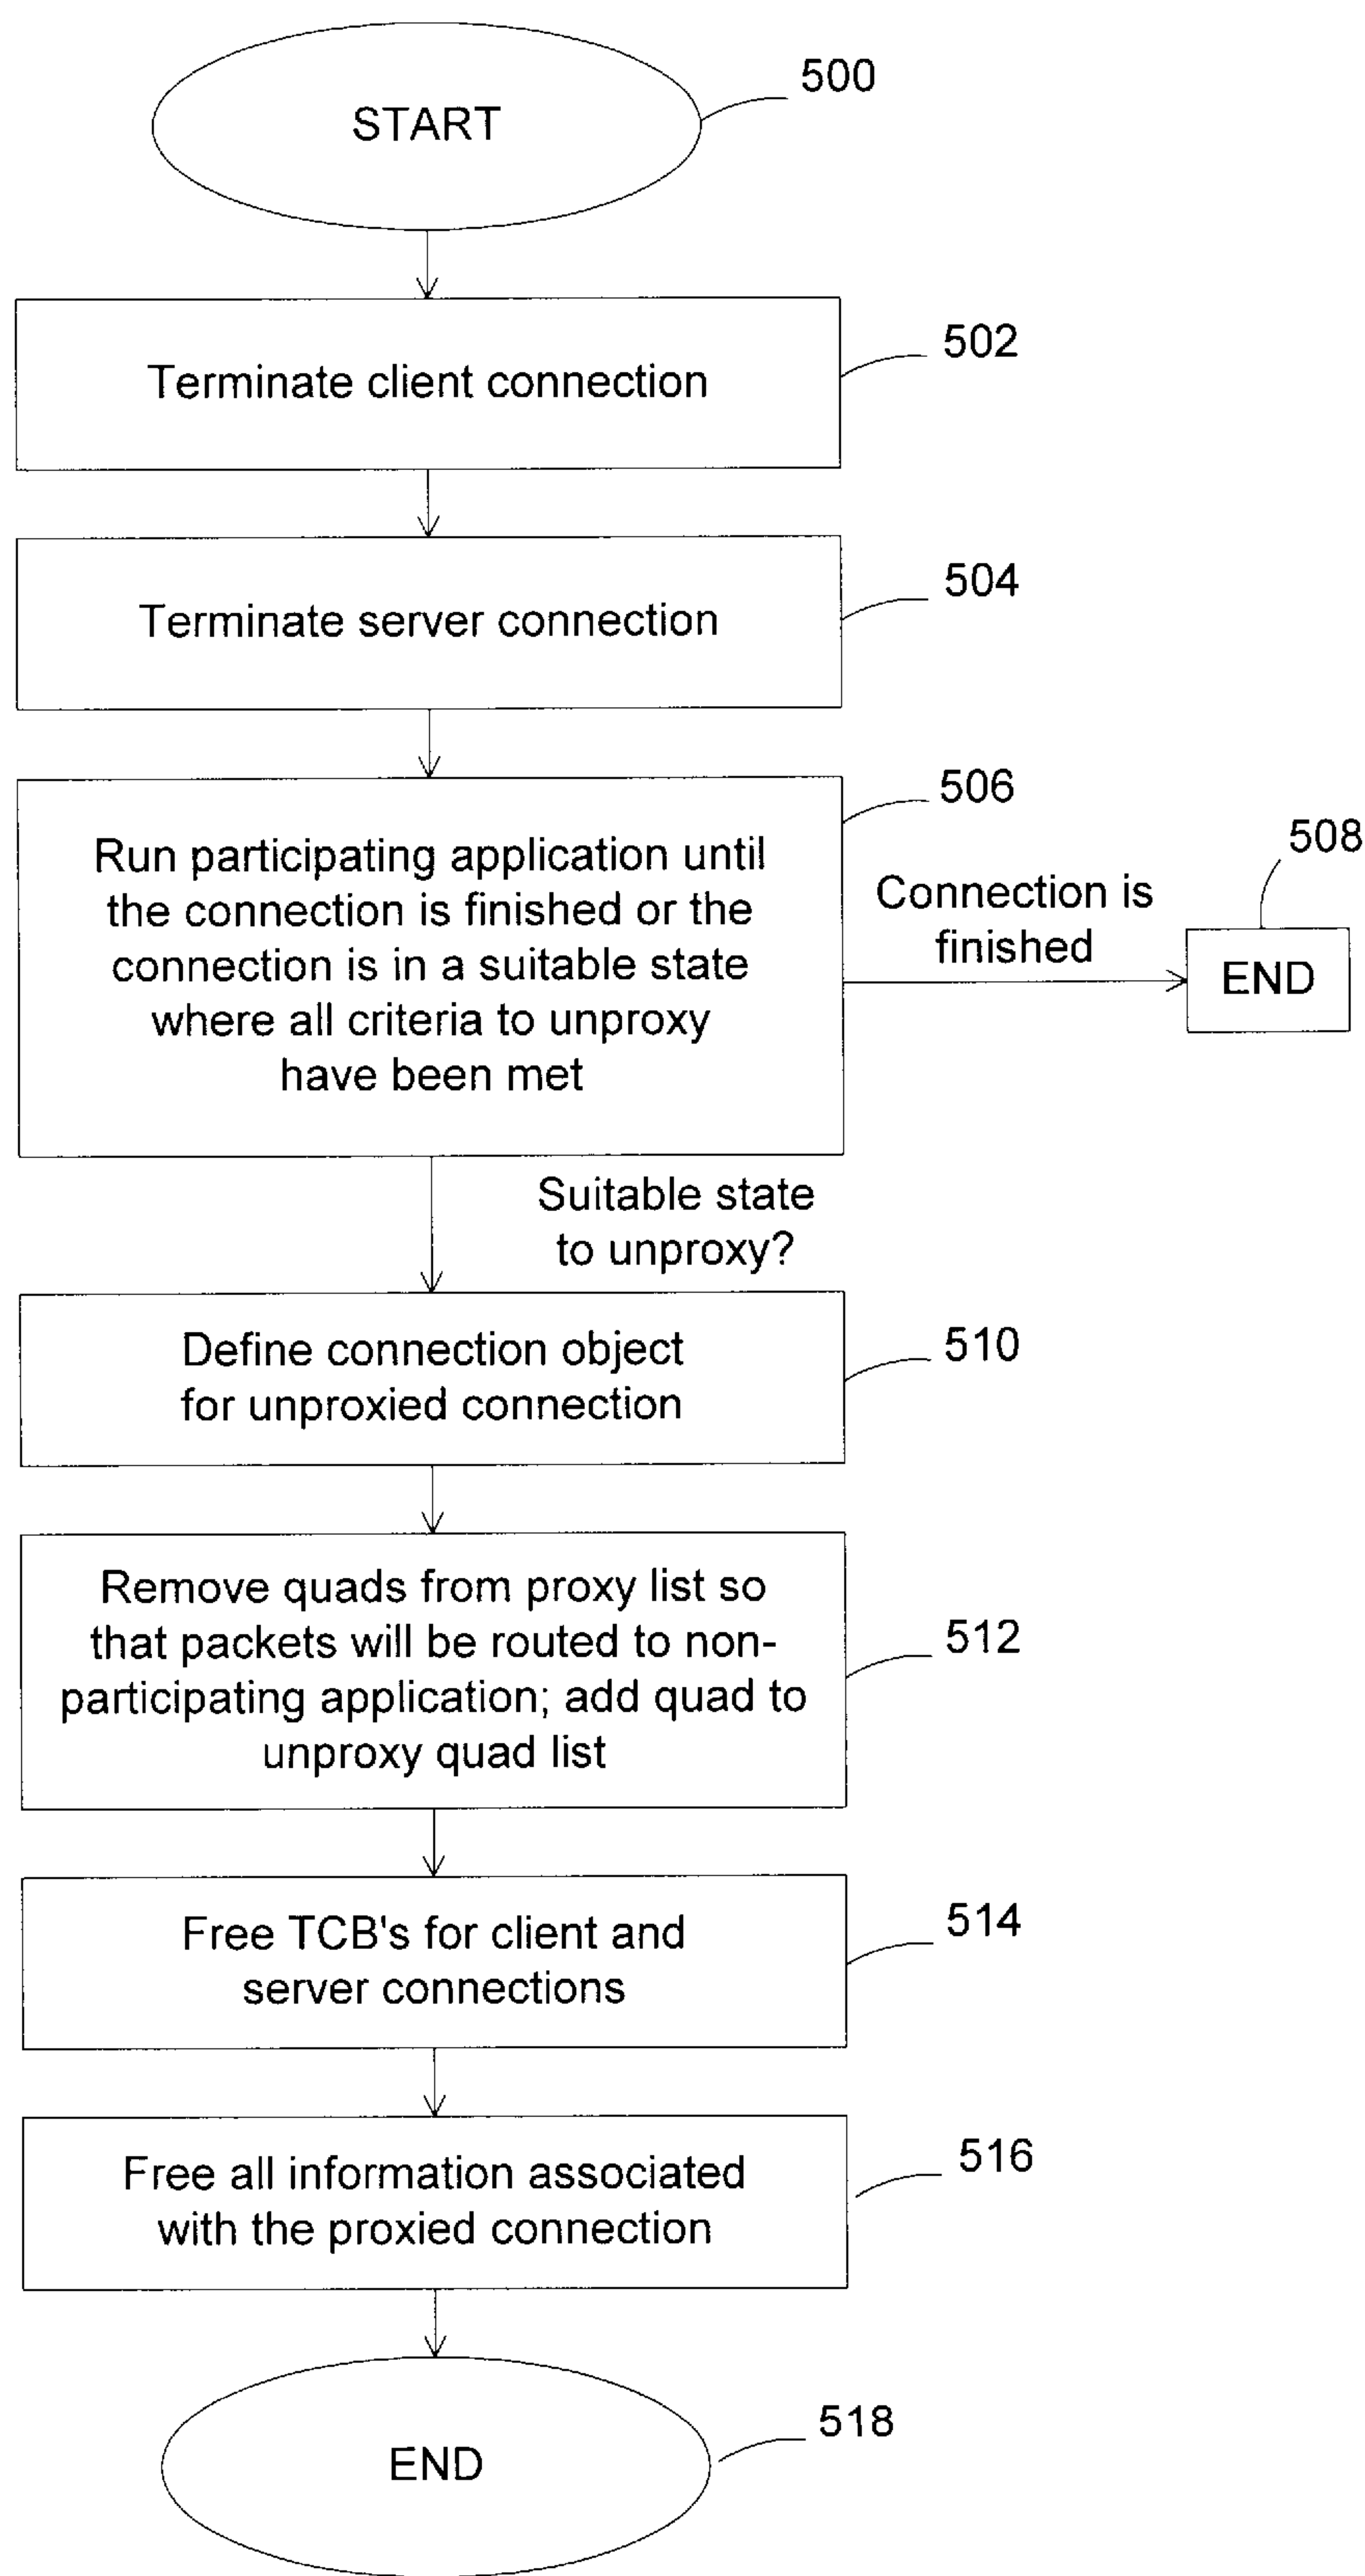 START
500
Terminate client connection
502
Terminate server connection
504
Run participating application until
the connection is finished or the
connection is in a suitable state
where all criteria to unproxy
have been met
506
Connection is
finished
508
END
Suitable state
to unproxy?
Define connection object
for unproxied connection
510
Remove quads from proxy list so
that packets will be routed to non-
participating application; add quad to
unproxy quad list
512
Free TCB's for client and
server connections
514
Free all information associated
with the proxied connection
516
END
518